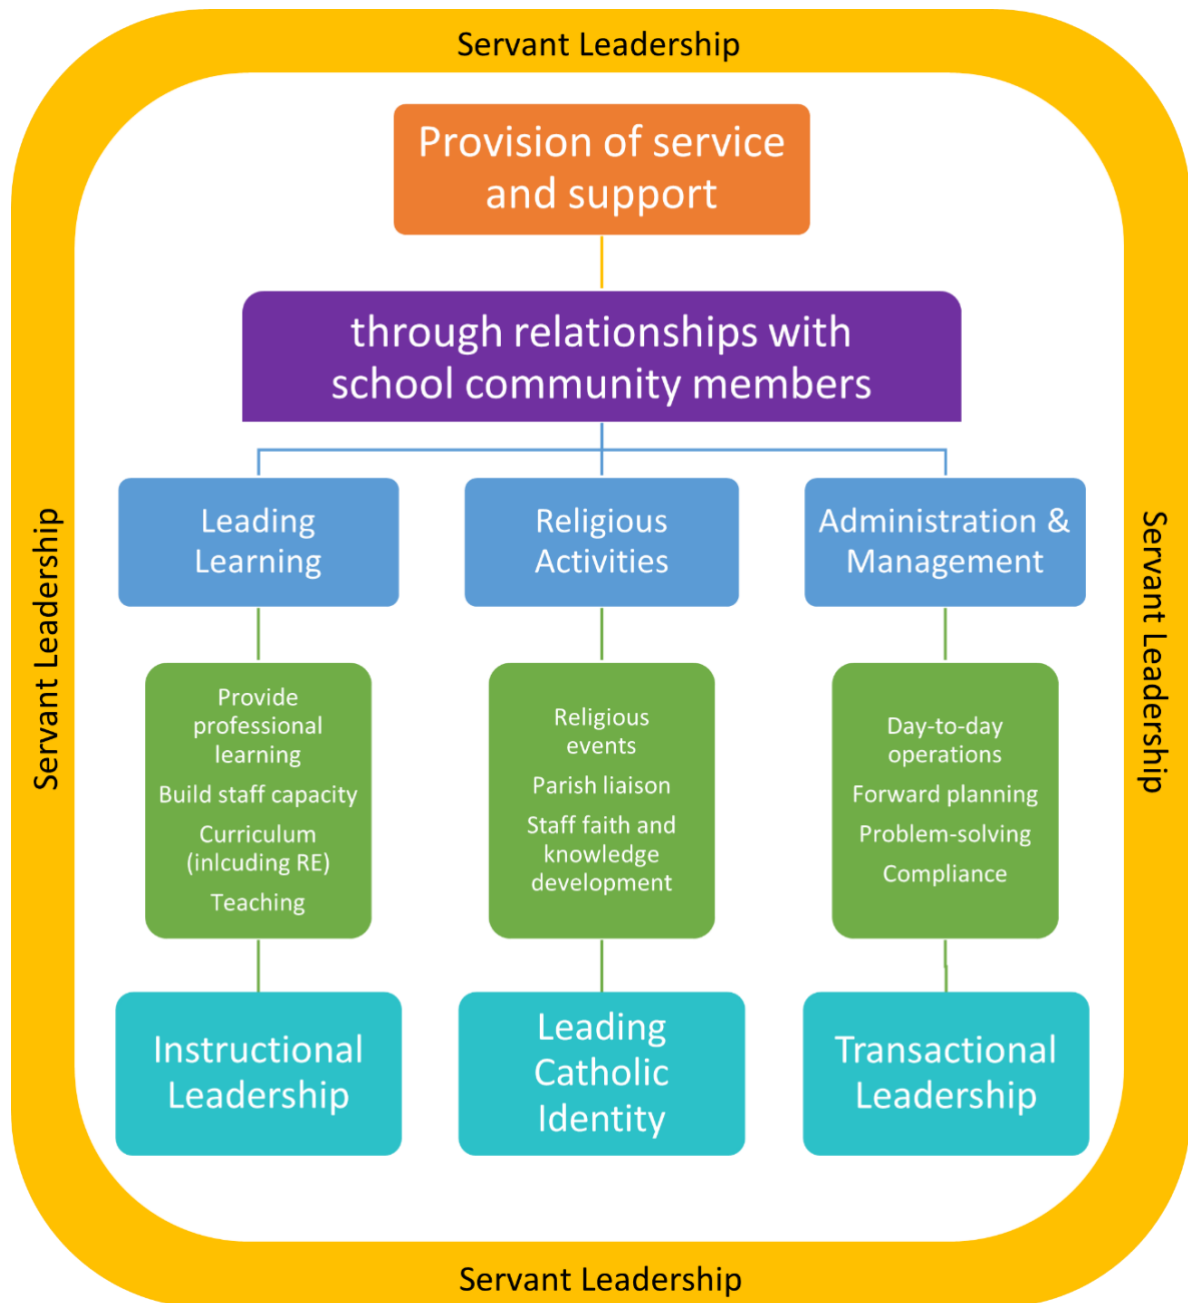 Servant Leadership
Provision of service
and support
through relationships with
school community members
Leading
Learning
Religious
Activities
Administration &
Management
Provide
professional
learning
Build staff capacity
Curriculum
(inlcuding RE)
Teaching
Religious
events
Parish liaison
Staff faith and
knowledge
development
Day-to-day
operations
Forward planning
Problem-solving
Compliance
Instructional
Leadership
Leading
Catholic
Identity
Transactional
Leadership
Servant Leadership
Servant Leadership
Servant Leadership